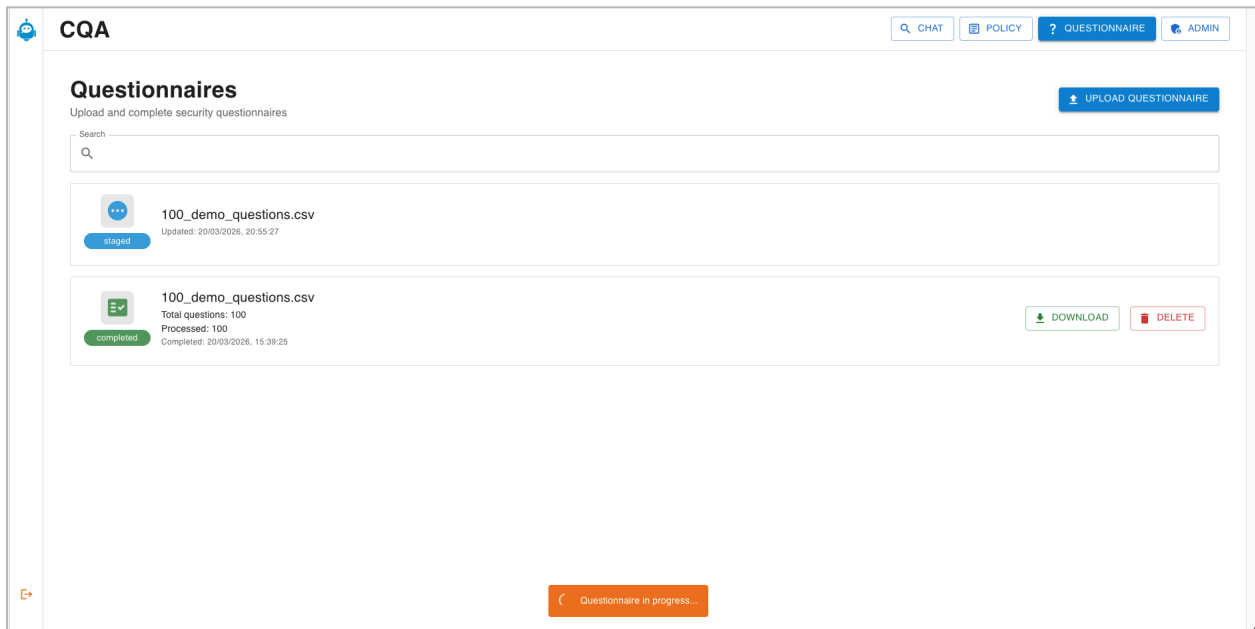 CQA
CHAT
POLICY
? QUESTIONNAIRE
ADMIN
Questionnaires
Upload and complete security questionnaires
UPLOAD QUESTIONNAIRE
Search
100_demo_questions.csv
Updated: 20/03/2026, 20:55:27
staged
100_demo_questions.csv
Total questions: 100
Processed: 100
Completed: 20/03/2026, 15:39:25
completed
DOWNLOAD
DELETE
Questionnaire in progress...